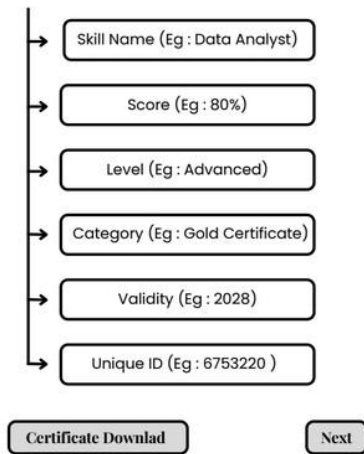 Skill Name (Eg : Data Analyst)
Score (Eg : 80%)
Level (Eg : Advanced)
Category (Eg : Gold Certificate)
Validity (Eg : 2028)
Unique ID (Eg : 6753220 )
Certificate Downlad
Next